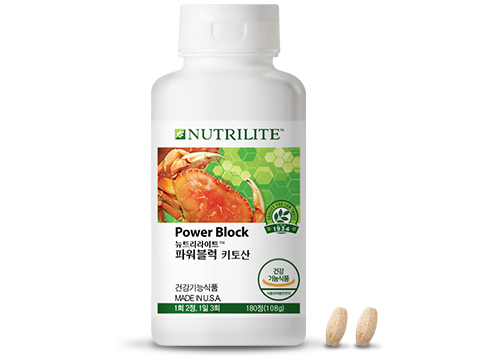 NUTRILITE™
1934
Power Block
뉴트리라이트™
파워블럭 키토산
건강
기능식품
건강기능식품
MADE IN U.S.A.
1회 2정, 1일 3회
180정(108g)